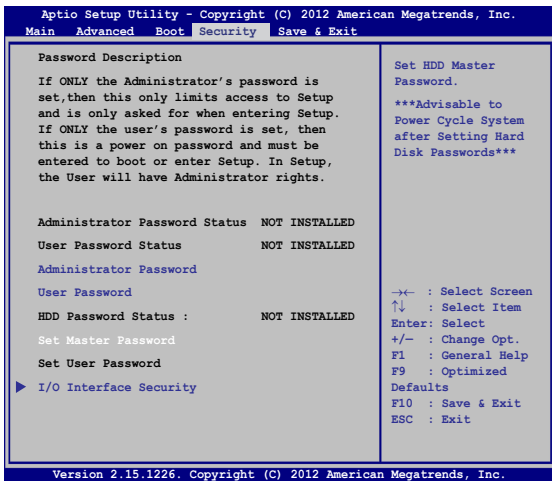 Aptio Setup Utility - Copyright (C) 2012 American Megatrends, Inc.
Main Advanced Boot Security Save & Exit
Password Description
If ONLY the Administrator's password is
set,then this only limits access to Setup
and is only asked for when entering Setup.
If ONLY the user's password is set, then
this is a power on password and must be
entered to boot or enter Setup. In Setup,
the User will have Administrator rights.
Administrator Password Status NOT INSTALLED
User Password Status NOT INSTALLED
Administrator Password
User Password
HDD Password Status : NOT INSTALLED
Set Master Password
Set User Password
I/O Interface Security
Set HDD Master
Password.
***Advisable to
Power Cycle System
after Setting Hard
Disk Passwords***
→← : Select Screen
↑↓ : Select Item
Enter: Select
+/— : Change Opt.
F1 : General Help
F9 : Optimized
Defaults
F10 : Save & Exit
ESC : Exit
Version 2.15.1226. Copyright (C) 2012 American Megatrends, Inc.